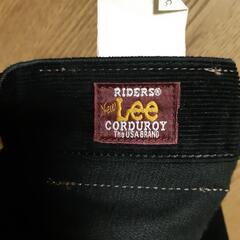 RIDERS®
New Lee
CORDUROY
The USA BRAND